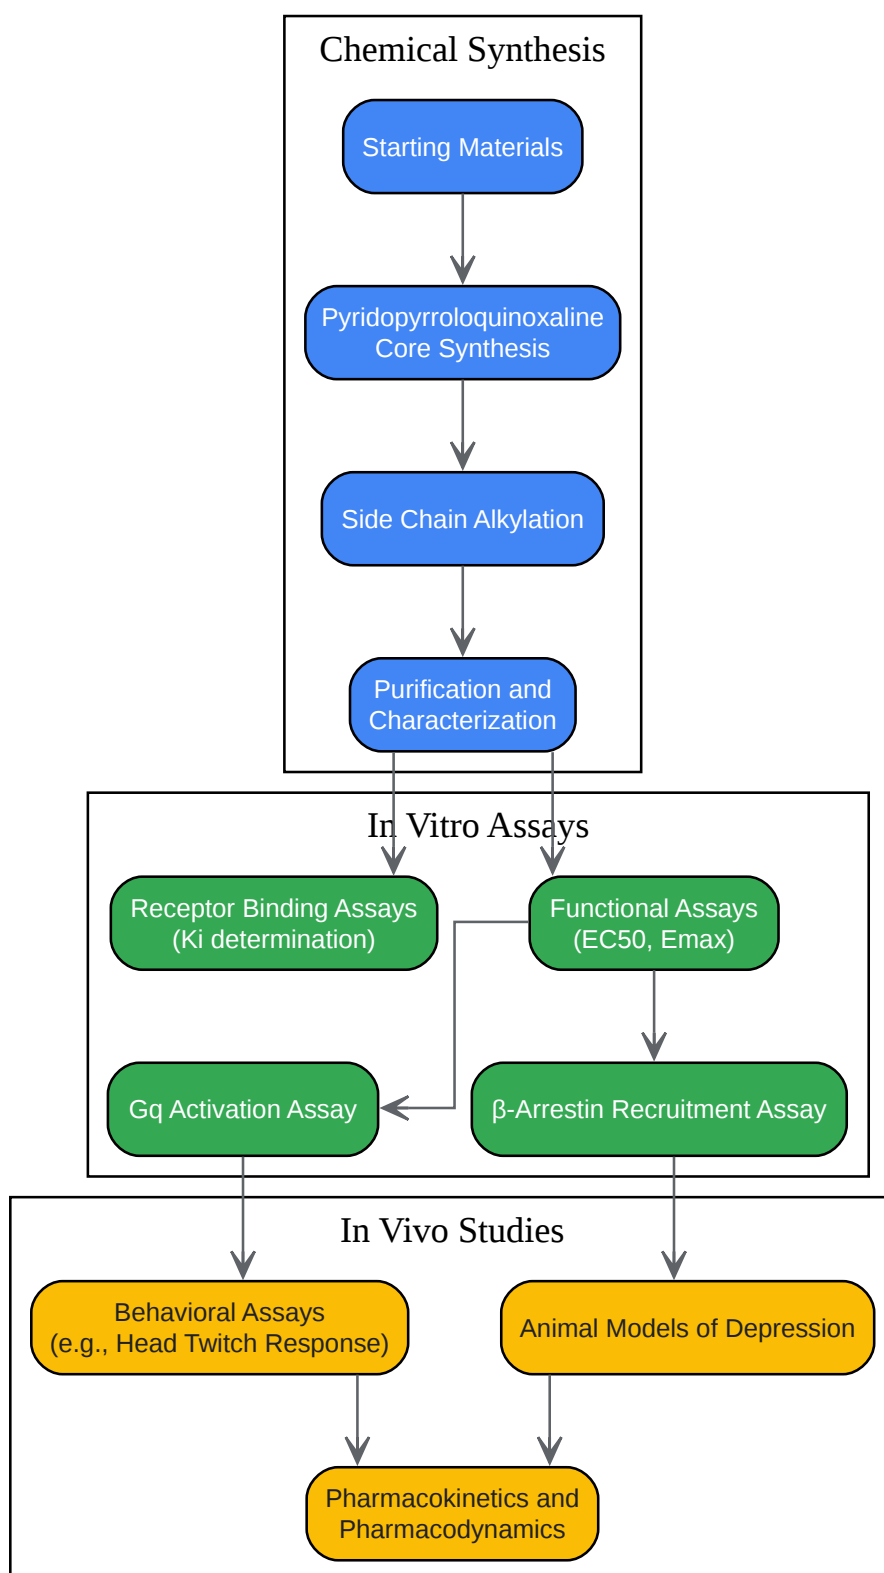 Chemical Synthesis
Starting Materials
Pyridopyrroloquinoxaline
Core Synthesis
Side Chain Alkylation
Purification and
Characterization
In Vitro Assays
Receptor Binding Assays
(Ki determination)
Functional Assays
(EC50, Emax)
Gq Activation Assay
β-Arrestin Recruitment Assay
In Vivo Studies
Behavioral Assays
(e.g., Head Twitch Response)
Animal Models of Depression
Pharmacokinetics and
Pharmacodynamics